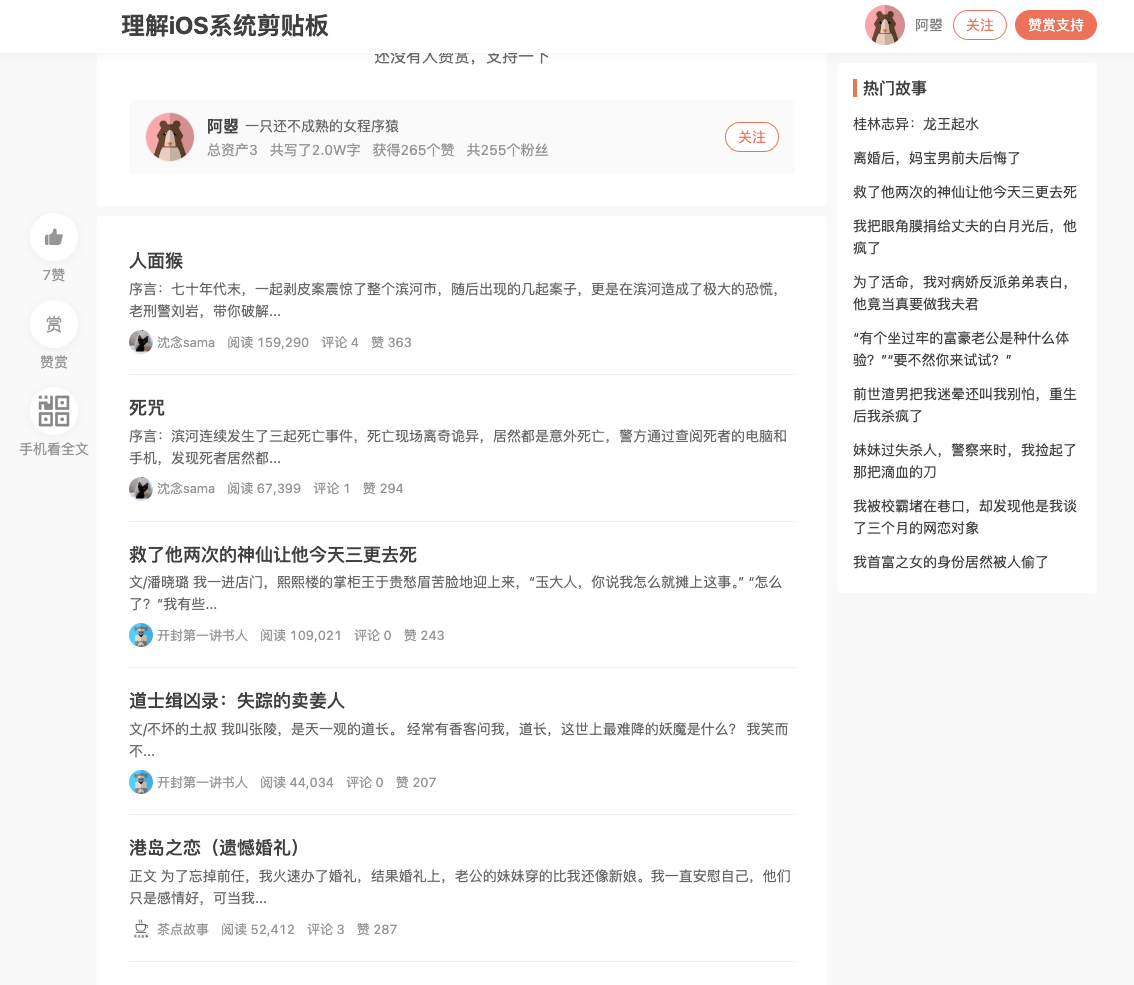 理解iOS系统剪贴板
阿曌
关注
赞赏支持
还没有人赞赏，支持一下
阿曌 一只还不成熟的女程序猿
总资产3 共写了2.0W字 获得265个赞 共255个粉丝
关注
7赞
赏
赞赏
手机看全文
人面猴
序言：七十年代末，一起剥皮案震惊了整个滨河市，随后出现的几起案子，更是在滨河造成了极大的恐慌，
老刑警刘岩，带你破解...
沈念sama 阅读 159,290 评论 4 赞 363
死咒
序言：滨河连续发生了三起死亡事件，死亡现场离奇诡异，居然都是意外死亡，警方通过查阅死者的电脑和
手机，发现死者居然都...
沈念sama 阅读 67,399 评论 1 赞 294
救了他两次的神仙让他今天三更去死
文/潘晓璐 我一进店门，熙熙楼的掌柜王于贵愁眉苦脸地迎上来，“玉大人，你说我怎么就摊上这事。” “怎么
了？”我有些...
开封第一讲书人 阅读 109,021 评论 0 赞 243
道士缉凶录：失踪的卖姜人
文/不坏的土叔 我叫张陵，是天一观的道长。 经常有香客问我，道长，这世上最难降的妖魔是什么？ 我笑而
不...
开封第一讲书人 阅读 44,034 评论 0 赞 207
港岛之恋（遗憾婚礼）
正文 为了忘掉前任，我火速办了婚礼，结果婚礼上，老公的妹妹穿的比我还像新娘。我一直安慰自己，他们
只是感情好，可当我...
茶点故事 阅读 52,412 评论 3 赞 287
热门故事
桂林志异：龙王起水
离婚后，妈宝男前夫后悔了
救了他两次的神仙让他今天三更去死
我把眼角膜捐给丈夫的白月光后，他
疯了
为了活命，我对病娇反派弟弟表白，
他竟当真要做我夫君
“有个坐过牢的富豪老公是种什么体
验？”“要不然你来试试？”
前世渣男把我迷晕还叫我别怕，重生
后我杀疯了
妹妹过失杀人，警察来时，我捡起了
那把滴血的刀
我被校霸堵在巷口，却发现他是我谈
了三个月的网恋对象
我首富之女的身份居然被人偷了